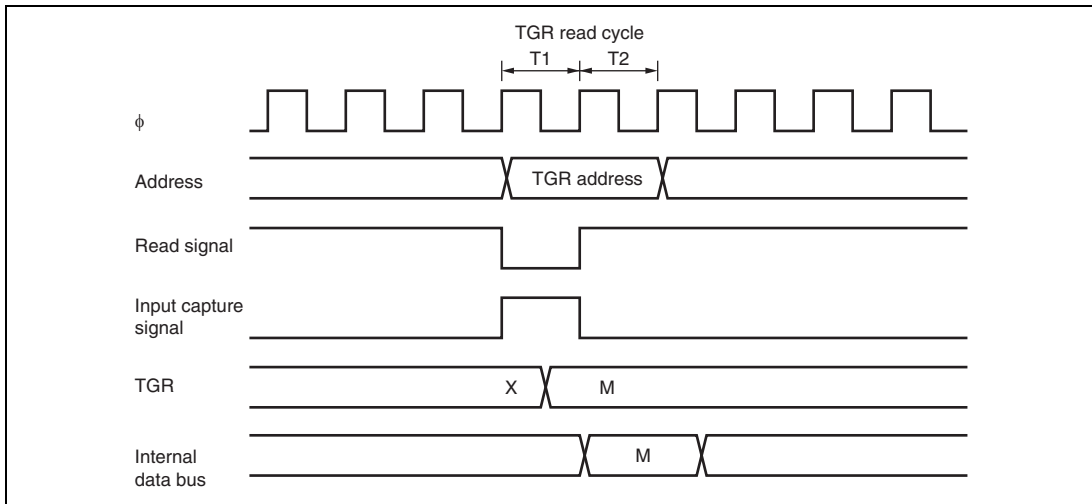 TGR read cycle
T1 T2
ϕ
Address
TGR address
Read signal
Input capture
signal
TGR
X M
Internal
data bus
M